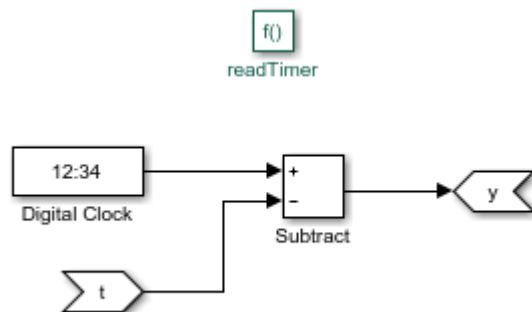 f()
readTimer
12:34
Digital Clock
+
−
Subtract
y
t